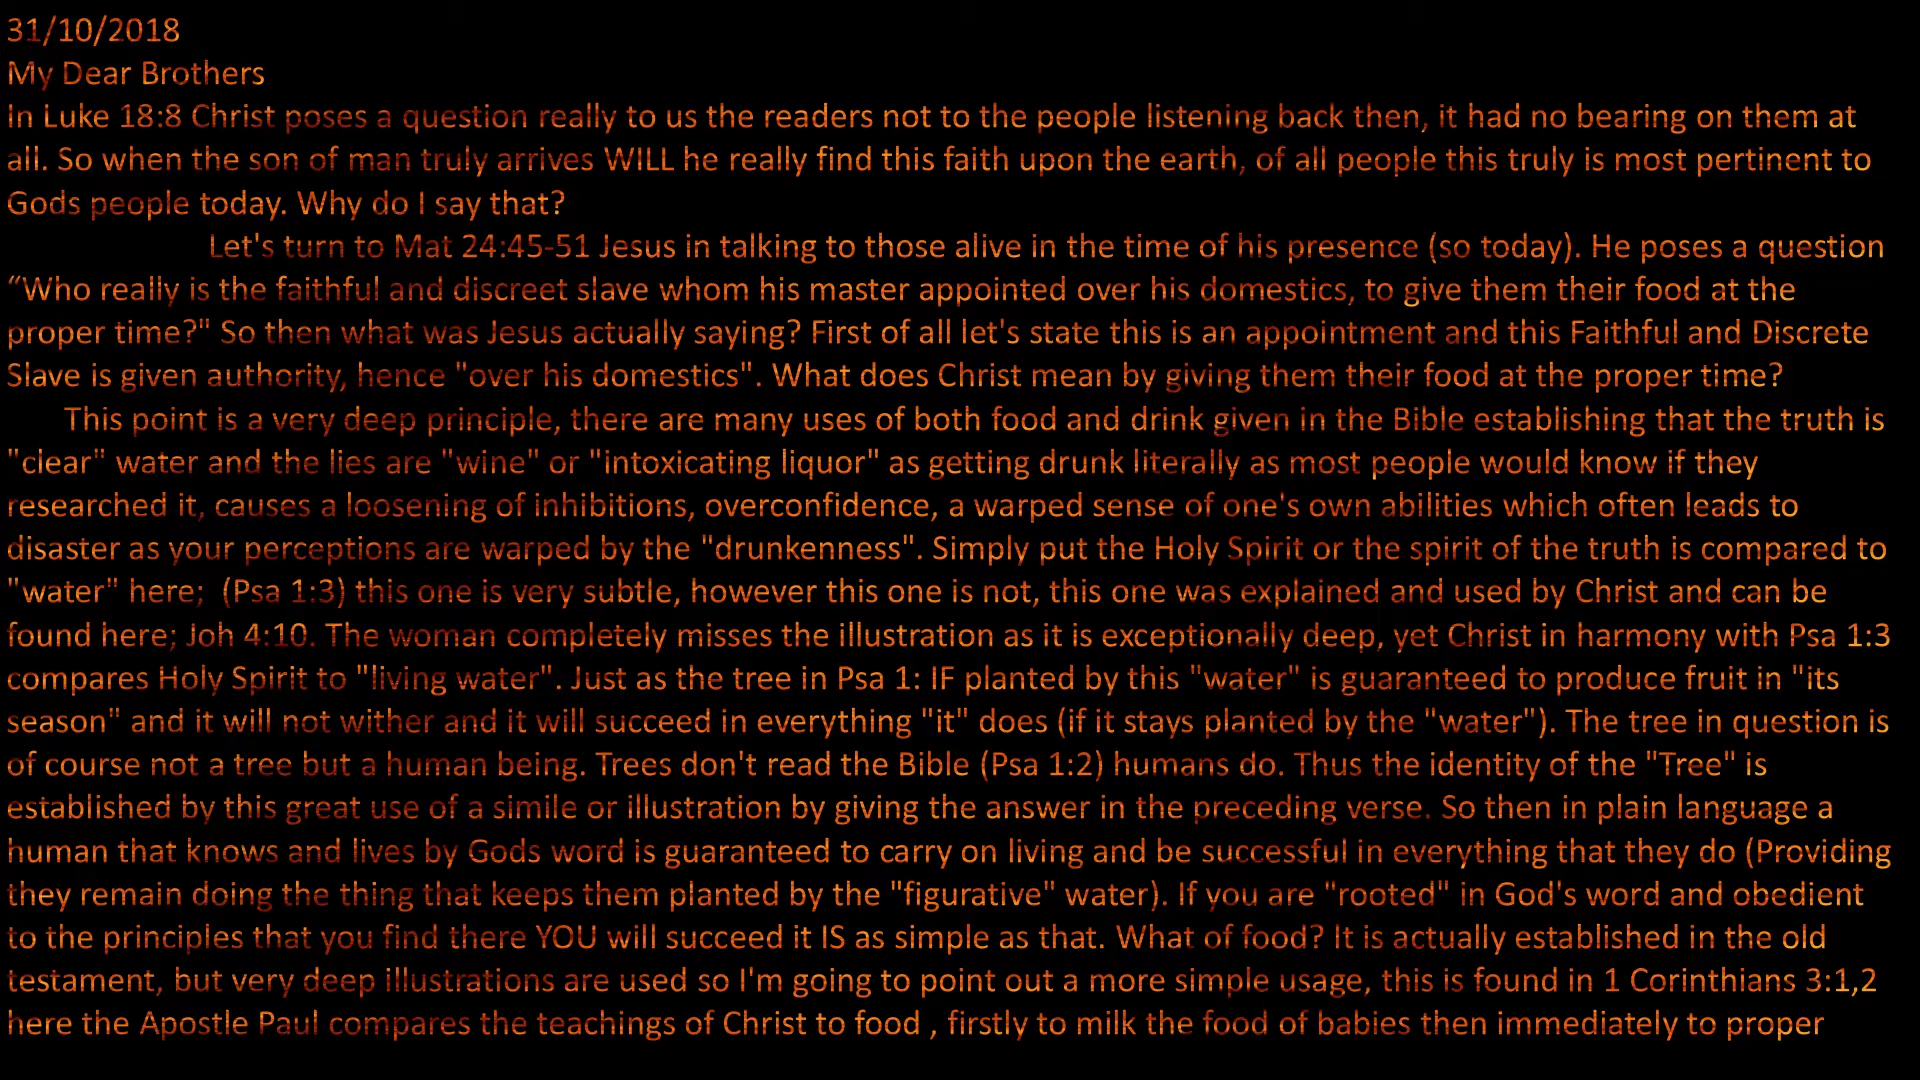 31/10/2018
My Dear Brothers
In Luke 18:8 Christ poses a question really to us the readers not to the people listening back then, it had no bearing on them at
all. So when the son of man truly arrives WILL he really find this faith upon the earth, of all people this truly is most pertinent to
Gods people today. Why do I say that?
Let's turn to Mat 24:45-51 Jesus in talking to those alive in the time of his presence (so today). He poses a question
“Who really is the faithful and discreet slave whom his master appointed over his domestics, to give them their food at the
proper time?" So then what was Jesus actually saying? First of all let's state this is an appointment and this Faithful and Discrete
Slave is given authority, hence "over his domestics". What does Christ mean by giving them their food at the proper time?
This point is a very deep principle, there are many uses of both food and drink given in the Bible establishing that the truth is
"clear" water and the lies are "wine" or "intoxicating liquor" as getting drunk literally as most people would know if they
researched it, causes a loosening of inhibitions, overconfidence, a warped sense of one's own abilities which often leads to
disaster as your perceptions are warped by the "drunkenness". Simply put the Holy Spirit or the spirit of the truth is compared to
"water" here;  (Psa 1:3) this one is very subtle, however this one is not, this one was explained and used by Christ and can be
found here; Joh 4:10. The woman completely misses the illustration as it is exceptionally deep, yet Christ in harmony with Psa 1:3
compares Holy Spirit to "living water". Just as the tree in Psa 1: IF planted by this "water" is guaranteed to produce fruit in "its
season" and it will not wither and it will succeed in everything "it" does (if it stays planted by the "water"). The tree in question is
of course not a tree but a human being. Trees don't read the Bible (Psa 1:2) humans do. Thus the identity of the "Tree" is
established by this great use of a simile or illustration by giving the answer in the preceding verse. So then in plain language a
human that knows and lives by Gods word is guaranteed to carry on living and be successful in everything that they do (Providing
they remain doing the thing that keeps them planted by the "figurative" water). If you are "rooted" in God's word and obedient
to the principles that you find there YOU will succeed it IS as simple as that. What of food? It is actually established in the old
testament, but very deep illustrations are used so I'm going to point out a more simple usage, this is found in 1 Corinthians 3:1,2
here the Apostle Paul compares the teachings of Christ to food , firstly to milk the food of babies then immediately to proper